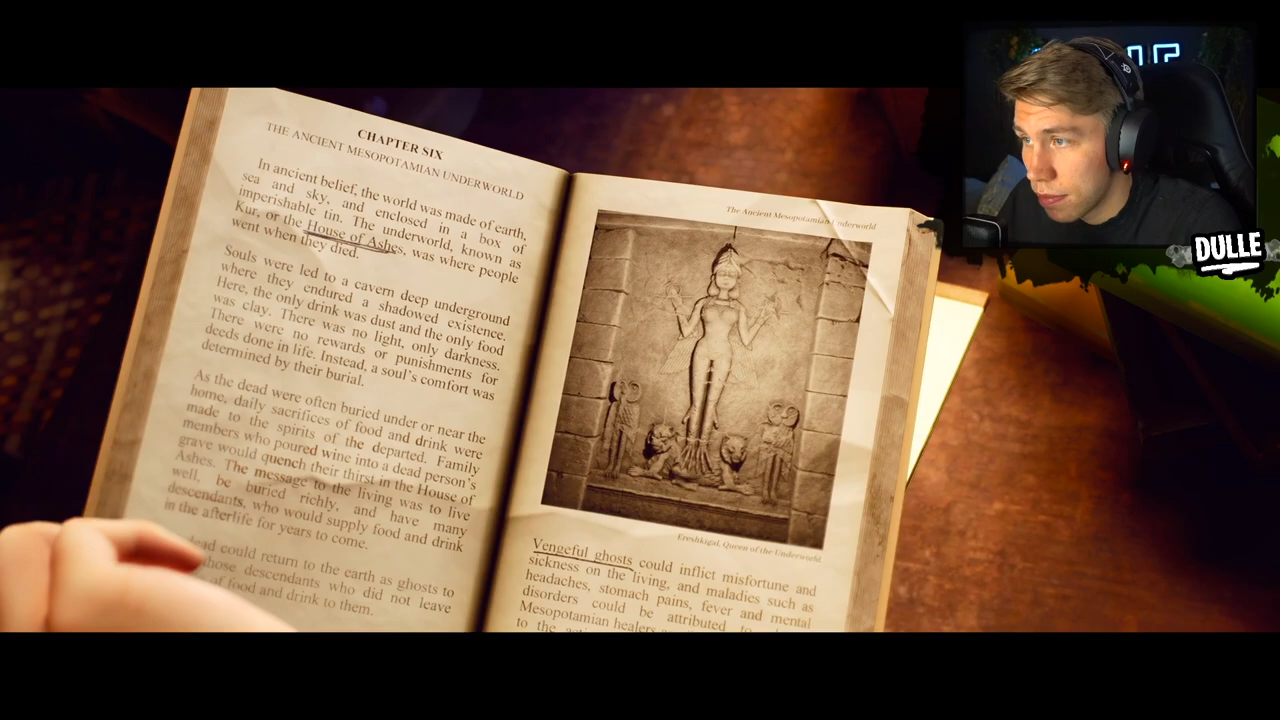 CHAPTER SIX
THE ANCIENT MESOPOTAMIAN UNDERWORLD
In ancient belief, the world was made of earth,
sea and sky, and enclosed in a box of
imperishable tin. The underworld, known as
Kur, or the House of Ashes, was where people
went when they died.
Souls were led to a cavern deep underground
where they endured a shadowed existence.
Here, the only drink was dust and the only food
was clay. There was no light, only darkness.
There were no rewards or punishments for
deeds done in life. Instead, a soul's comfort was
determined by their burial.
As the dead were often buried under or near the
home, daily sacrifices of food and drink were
made to the spirits of the departed. Family
members who poured wine into a dead person's
grave would quench their thirst in the House of
Ashes. The message to the living was to live
well, be buried richly, and have many
descendants, who would supply food and drink
in the afterlife for years to come.
dead could return to the earth as ghosts to
those descendants who did not leave
of food and drink to them.
The Ancient Mesopotamian Underworld
Ereshkigal, Queen of the Underworld
Vengeful ghosts could inflict misfortune and
sickness on the living, and maladies such as
headaches, stomach pains, fever and mental
disorders could be attributed to
Mesopotamian healers
to the
DULLE